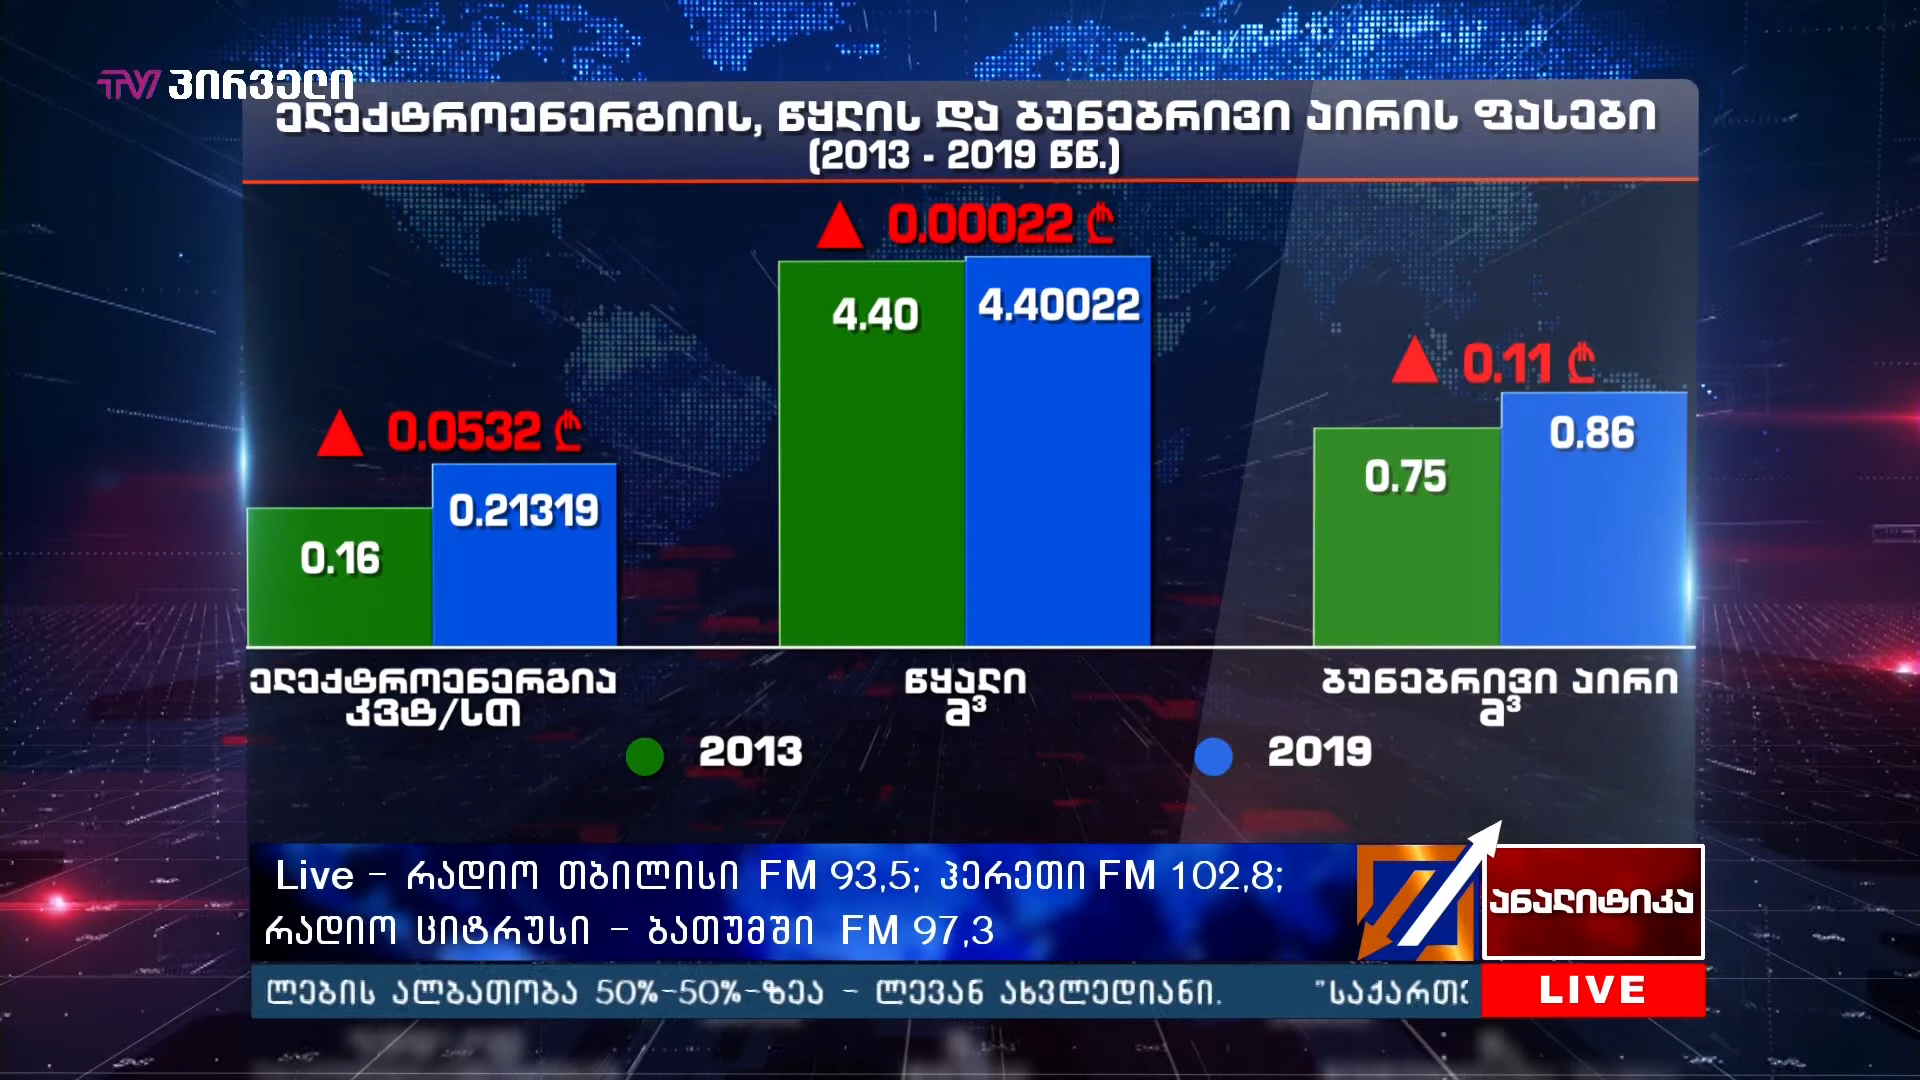 TV პირველი
ელექტროენერგიის, წყლის და ბუნებრივი აირის ფასები
(2013 - 2019 წწ.)
0.00022 ₾
4.40
4.40022
0.11 ₾
0.0532 ₾
0.86
0.75
0.21319
0.16
ელექტროენერგია
კვტ/სთ
წყალი
მ³
ბუნებრივი აირი
მ³
2013
2019
Live – რადიო თბილისი FM 93,5; ჰერეთი FM 102,8;
რადიო ციტრუსი – ბათუმში FM 97,3
ანალიტიკა
ლების ალბათობა 50%-50%-ზეა - ლევან ახვლედიანი.
LIVE